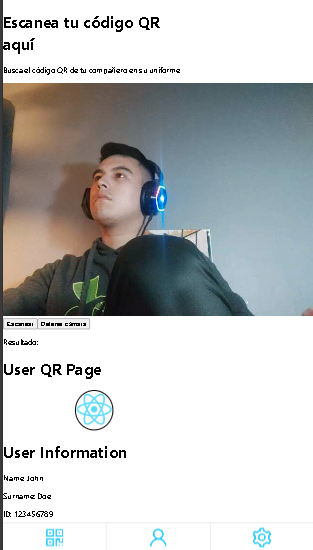 Escanea tu código QR
aquí
Busca el código QR de tu compañero en su uniforme
Escanear Detener cámara
Resultado:
User QR Page
User Information
Name: John
Surname: Doe
ID: 123456789